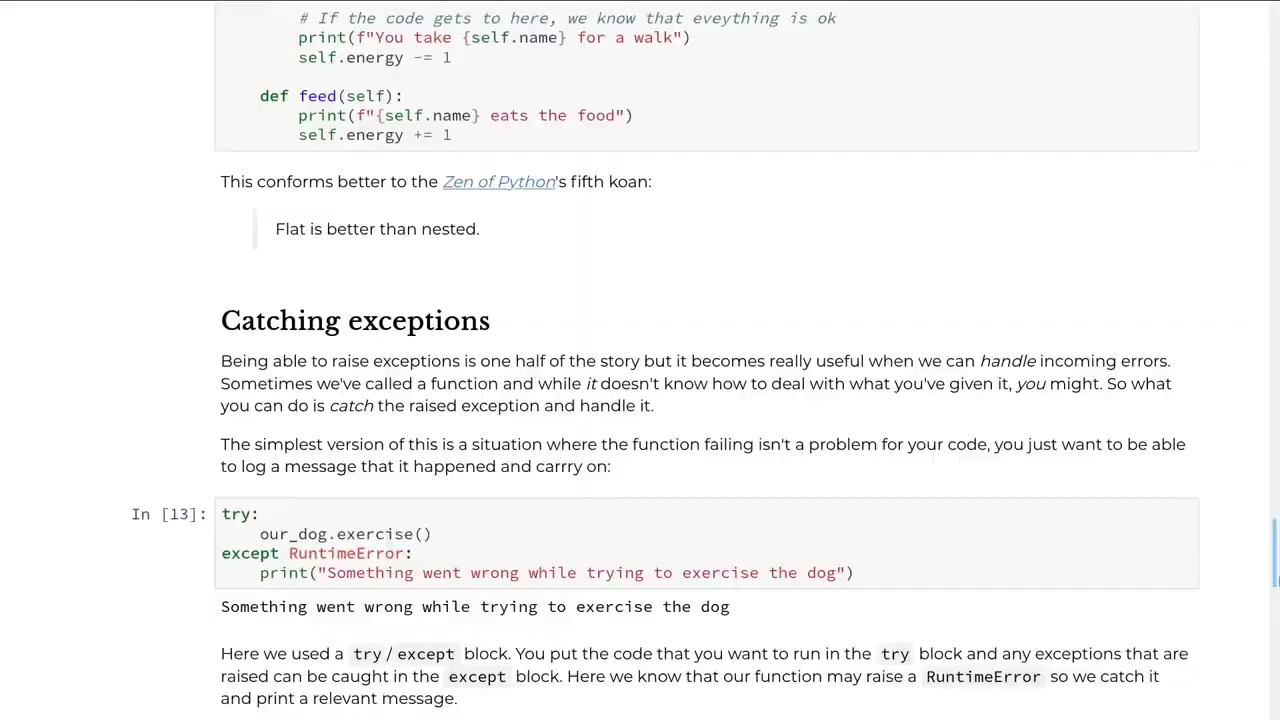 # If the code gets to here, we know that eveything is ok
print(f"You take {self.name} for a walk")
self.energy -= 1
def feed(self):
print(f"{self.name} eats the food")
self.energy += 1
This conforms better to the Zen of Python's fifth koan:
Flat is better than nested.
Catching exceptions
Being able to raise exceptions is one half of the story but it becomes really useful when we can handle incoming errors.
Sometimes we've called a function and while it doesn't know how to deal with what you've given it, you might. So what
you can do is catch the raised exception and handle it.
The simplest version of this is a situation where the function failing isn't a problem for your code, you just want to be able
to log a message that it happened and carrry on:
In [13]: try:
our_dog.exercise()
except RuntimeError:
print("Something went wrong while trying to exercise the dog")
Something went wrong while trying to exercise the dog
Here we used a try / except block. You put the code that you want to run in the try block and any exceptions that are
raised can be caught in the except block. Here we know that our function may raise a RuntimeError so we catch it
and print a relevant message.